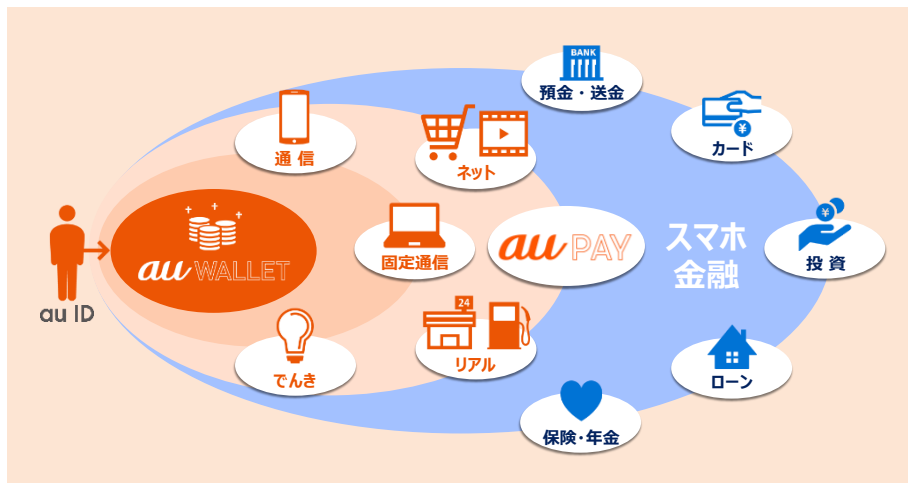 BANK
預金・送金
カード
通信
ネット
投資
au WALLET
固定通信
au PAY
スマホ
金融
au ID
24
リアル
でんき
ローン
保険・年金
¥
¥